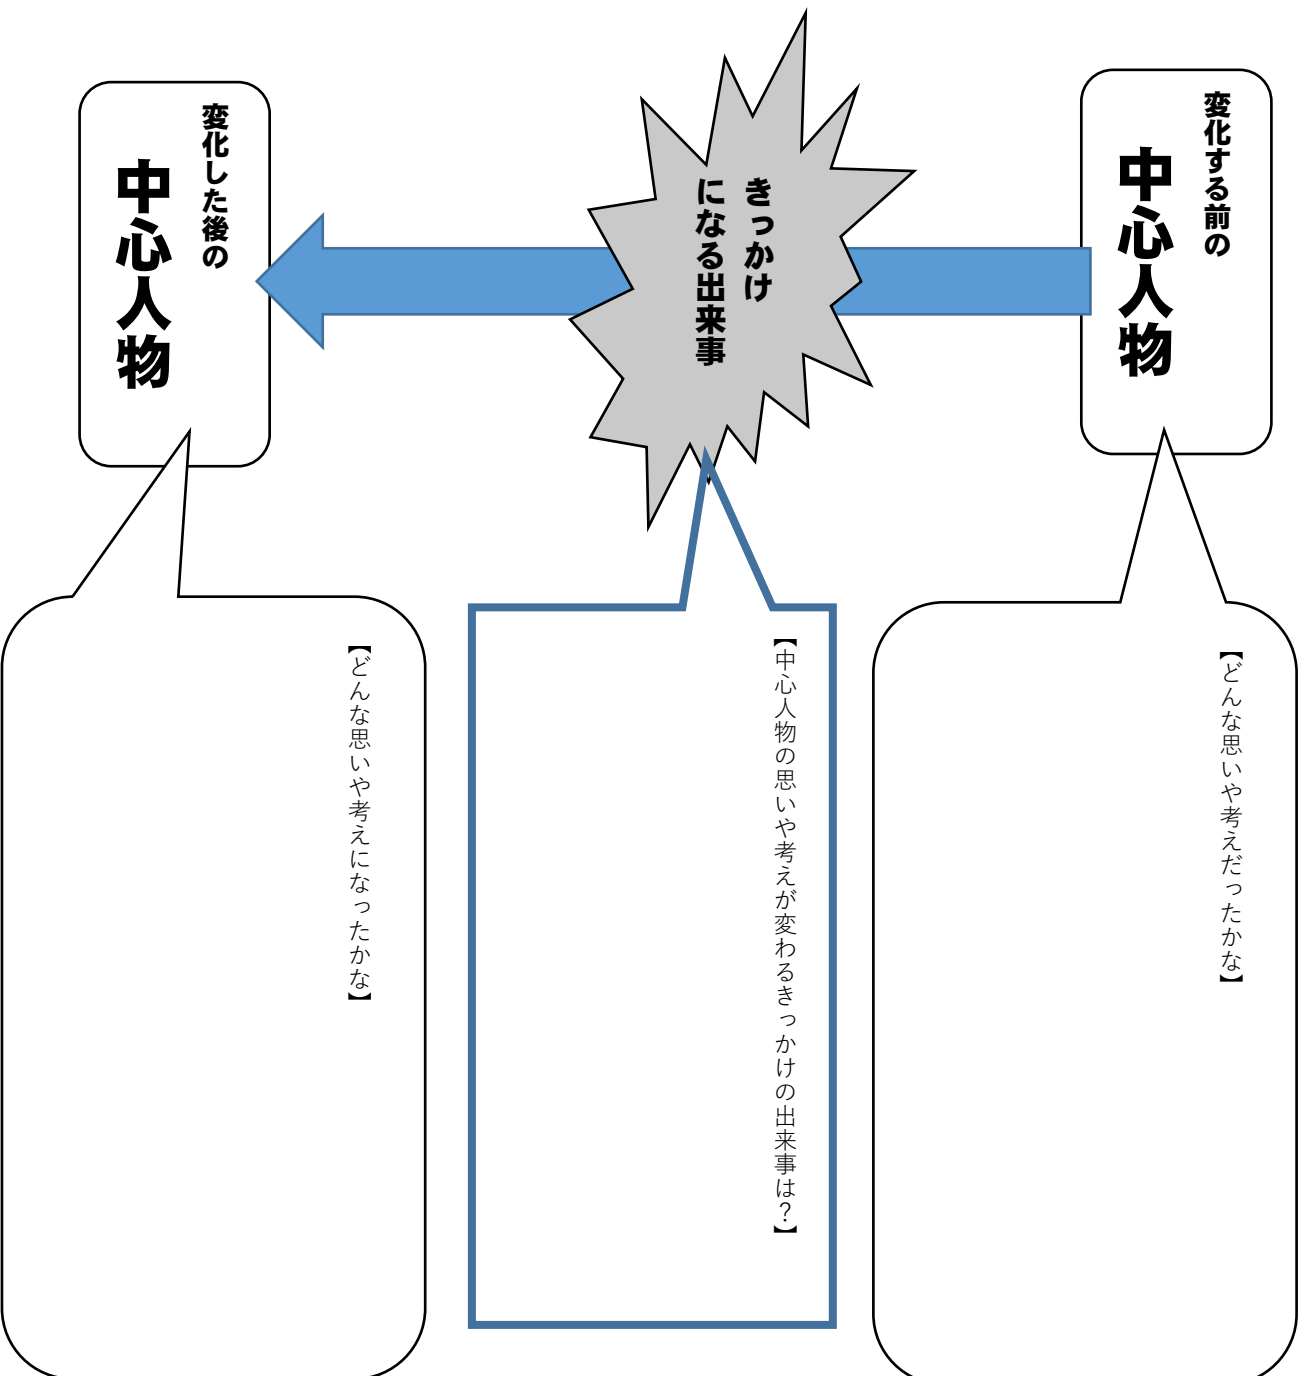 変化する前の
中心人物
きっかけ
になる出来事
変化した後の
中心人物
【どんな思いや考えだったかな】
【中心人物の思いや考えが変わるきっかけの出来事は？】
【どんな思いや考えになったかな】